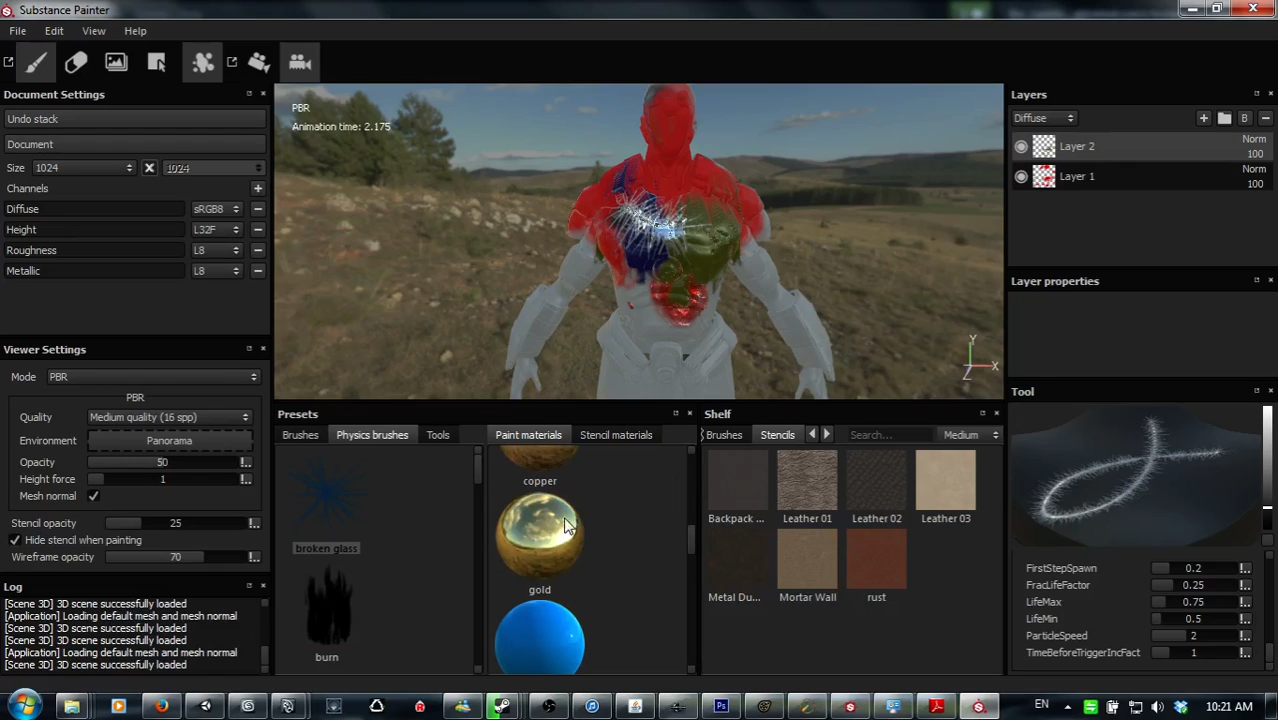 Substance Painter
File Edit View Help
Document Settings
Undo stack
Document
Size 1024 1024
Channels
Diffuse sRGB8
Height L32F
Roughness L8
Metallic L8
Viewer Settings
Mode PBR
PBR
Quality Medium quality (16 spp)
Environment Panorama
Opacity 50
Height force 1
Mesh normal
Stencil opacity 25
Hide stencil when painting
Wireframe opacity 70
Log
[Scene 3D] 3D scene successfully loaded
[Application] Loading default mesh and mesh normal
[Scene 3D] 3D scene successfully loaded
[Scene 3D] 3D scene successfully loaded
[Application] Loading default mesh and mesh normal
[Scene 3D] 3D scene successfully loaded
PBR
Animation time: 2.175
Y
X
Z
Presets
Brushes Physics brushes Tools
broken glass
burn
Paint materials Stencil materials
copper
gold
Shelf
Brushes Stencils Search... Medium
Backpack ... Leather 01 Leather 02 Leather 03
Metal Du... Mortar Wall rust
Layers
Diffuse B
Layer 2 Norm
100
Layer 1 Norm
100
Layer properties
Tool
FirstStepSpawn 0.2
FracLifeFactor 0.25
LifeMax 0.75
LifeMin 0.5
ParticleSpeed 2
TimeBeforeTriggerIncFact 1
EN 10:21 AM